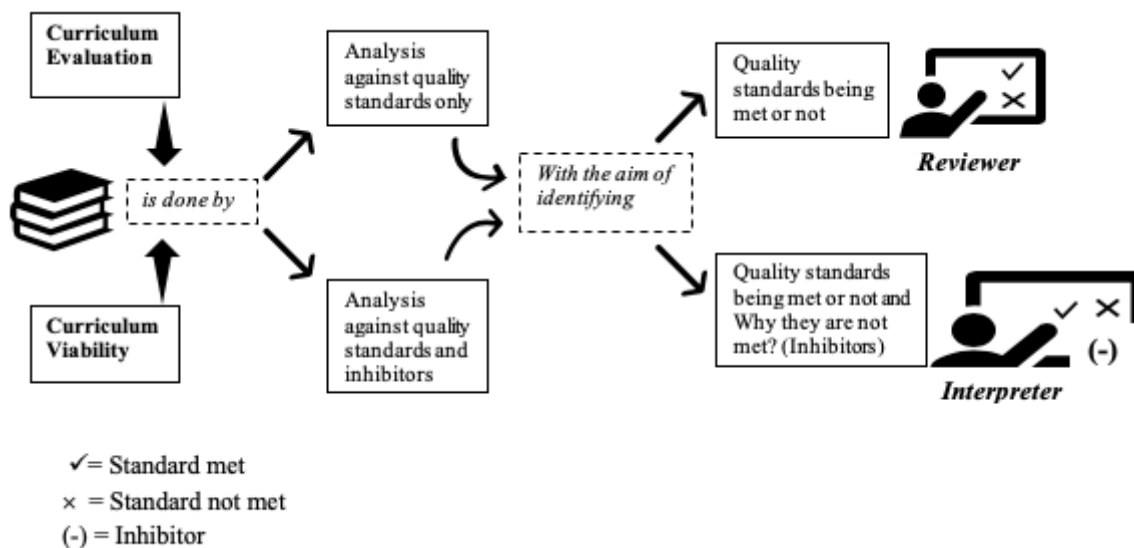 Curriculum
Evaluation
Analysis
against quality
standards only
Quality
standards being
met or not
Reviewer
is done by
With the aim of
identifying
Curriculum
Viability
Analysis
against quality
standards and
inhibitors
Quality standards
being met or not and
Why they are not
met? (Inhibitors)
(-)
Interpreter
✓= Standard met
× = Standard not met
(-) = Inhibitor